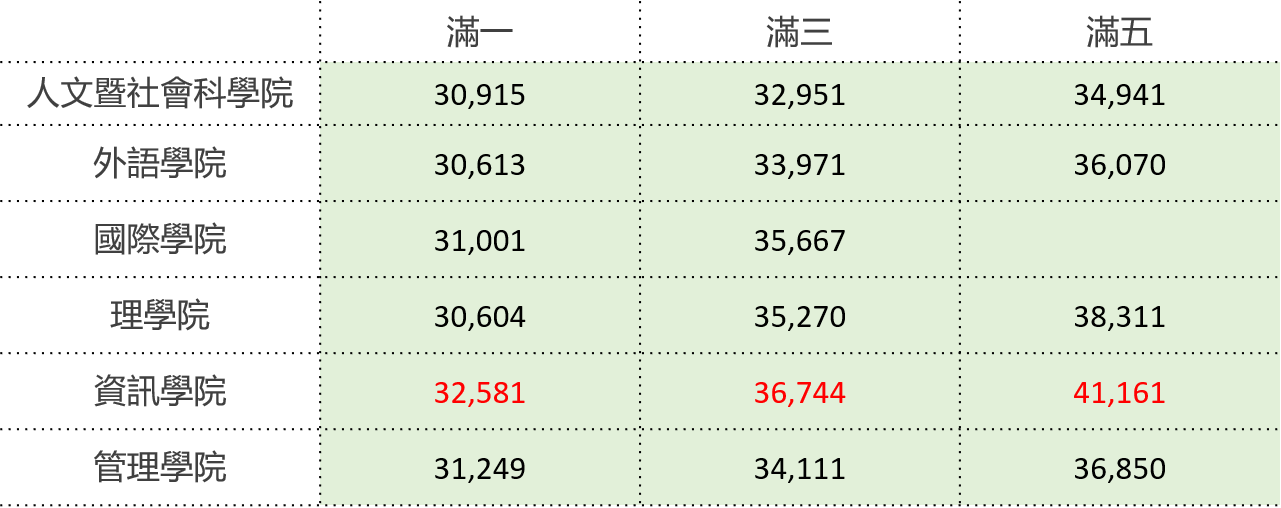 滿一 滿三 滿五
人文暨社會科學院 30,915 32,951 34,941
外語學院 30,613 33,971 36,070
國際學院 31,001 35,667
理學院 30,604 35,270 38,311
資訊學院 32,581 36,744 41,161
管理學院 31,249 34,111 36,850